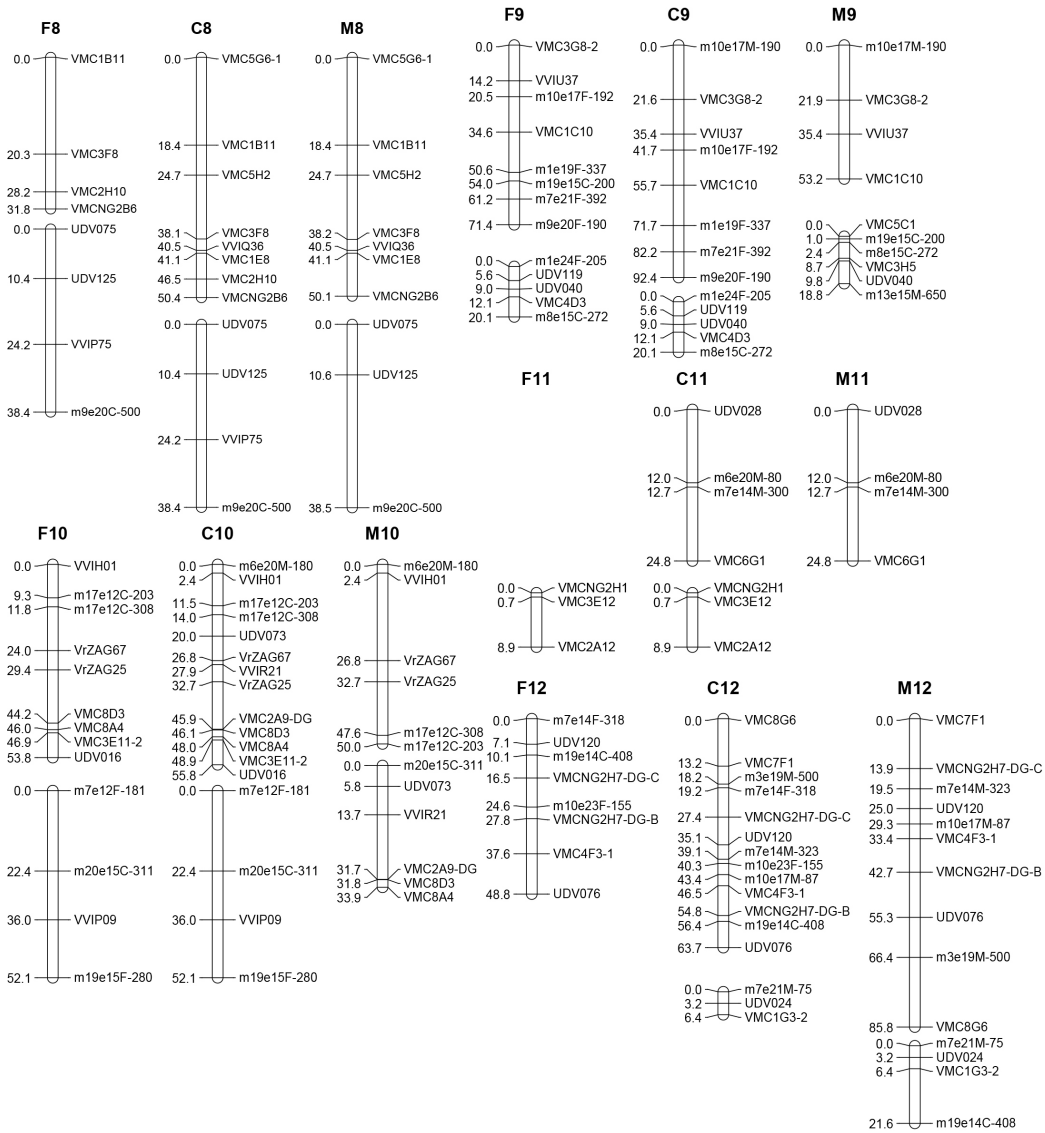 F8
0.0 VMC1B11
20.3 VMC3F8
28.2 VMC2H10
31.8 VMCNG2B6
0.0 UDV075
10.4 UDV125
24.2 VVIP75
38.4 m9e20C-500
C8
0.0 VMC5G6-1
18.4 VMC1B11
24.7 VMC5H2
38.1 VMC3F8
40.5 VVIQ36
41.1 VMC1E8
46.5 VMC2H10
50.4 VMCNG2B6
0.0 UDV075
10.4 UDV125
24.2 VVIP75
38.4 m9e20C-500
M8
0.0 VMC5G6-1
18.4 VMC1B11
24.7 VMC5H2
38.2 VMC3F8
40.5 VVIQ36
41.1 VMC1E8
50.1 VMCNG2B6
0.0 UDV075
10.6 UDV125
38.5 m9e20C-500
F9
0.0 VMC3G8-2
14.2 VVIU37
20.5 m10e17F-192
34.6 VMC1C10
50.6 m1e19F-337
54.0 m19e15C-200
61.2 m7e21F-392
71.4 m9e20F-190
0.0 m1e24F-205
5.6 UDV119
9.0 UDV040
12.1 VMC4D3
20.1 m8e15C-272
C9
0.0 m10e17M-190
21.6 VMC3G8-2
35.4 VVIU37
41.7 m10e17F-192
55.7 VMC1C10
71.7 m1e19F-337
82.2 m7e21F-392
92.4 m9e20F-190
0.0 m1e24F-205
5.6 UDV119
9.0 UDV040
12.1 VMC4D3
20.1 m8e15C-272
M9
0.0 m10e17M-190
21.9 VMC3G8-2
35.4 VVIU37
53.2 VMC1C10
0.0 VMC5C1
1.0 m19e15C-200
2.4 m8e15C-272
8.7 VMC3H5
9.8 UDV040
18.8 m13e15M-650
F10
0.0 VVIH01
9.3 m17e12C-203
11.8 m17e12C-308
24.0 VrZAG67
29.4 VrZAG25
44.2 VMC8D3
46.0 VMC8A4
46.9 VMC3E11-2
53.8 UDV016
0.0 m7e12F-181
22.4 m20e15C-311
36.0 VVIP09
52.1 m19e15F-280
C10
0.0 m6e20M-180
2.4 VVIH01
11.5 m17e12C-203
14.0 m17e12C-308
20.0 UDV073
26.8 VrZAG67
27.9 VVIR21
32.7 VrZAG25
45.9 VMC2A9-DG
46.1 VMC8D3
48.0 VMC8A4
48.9 VMC3E11-2
55.8 UDV016
0.0 m7e12F-181
22.4 m20e15C-311
36.0 VVIP09
52.1 m19e15F-280
M10
0.0 m6e20M-180
2.4 VVIH01
26.8 VrZAG67
32.7 VrZAG25
47.6 m17e12C-308
50.0 m17e12C-203
0.0 m20e15C-311
5.8 UDV073
13.7 VVIR21
31.7 VMC2A9-DG
31.8 VMC8D3
33.9 VMC8A4
F11
0.0 VMCNG2H1
0.7 VMC3E12
8.9 VMC2A12
C11
0.0 UDV028
12.0 m6e20M-80
12.7 m7e14M-300
24.8 VMC6G1
0.0 VMCNG2H1
0.7 VMC3E12
8.9 VMC2A12
M11
0.0 UDV028
12.0 m6e20M-80
12.7 m7e14M-300
24.8 VMC6G1
F12
0.0 m7e14F-318
7.1 UDV120
10.1 m19e14C-408
16.5 VMCNG2H7-DG-C
24.6 m10e23F-155
27.8 VMCNG2H7-DG-B
37.6 VMC4F3-1
48.8 UDV076
C12
0.0 VMC8G6
13.2 VMC7F1
18.2 m3e19M-500
19.2 m7e14F-318
27.4 VMCNG2H7-DG-C
35.1 UDV120
39.1 m7e14M-323
40.3 m10e23F-155
43.4 m10e17M-87
46.5 VMC4F3-1
54.8 VMCNG2H7-DG-B
56.4 m19e14C-408
63.7 UDV076
0.0 m7e21M-75
3.2 UDV024
6.4 VMC1G3-2
M12
0.0 VMC7F1
13.9 VMCNG2H7-DG-C
19.5 m7e14M-323
25.0 UDV120
29.3 m10e17M-87
33.4 VMC4F3-1
42.7 VMCNG2H7-DG-B
55.3 UDV076
66.4 m3e19M-500
85.8 VMC8G6
0.0 m7e21M-75
3.2 UDV024
6.4 VMC1G3-2
21.6 m19e14C-408